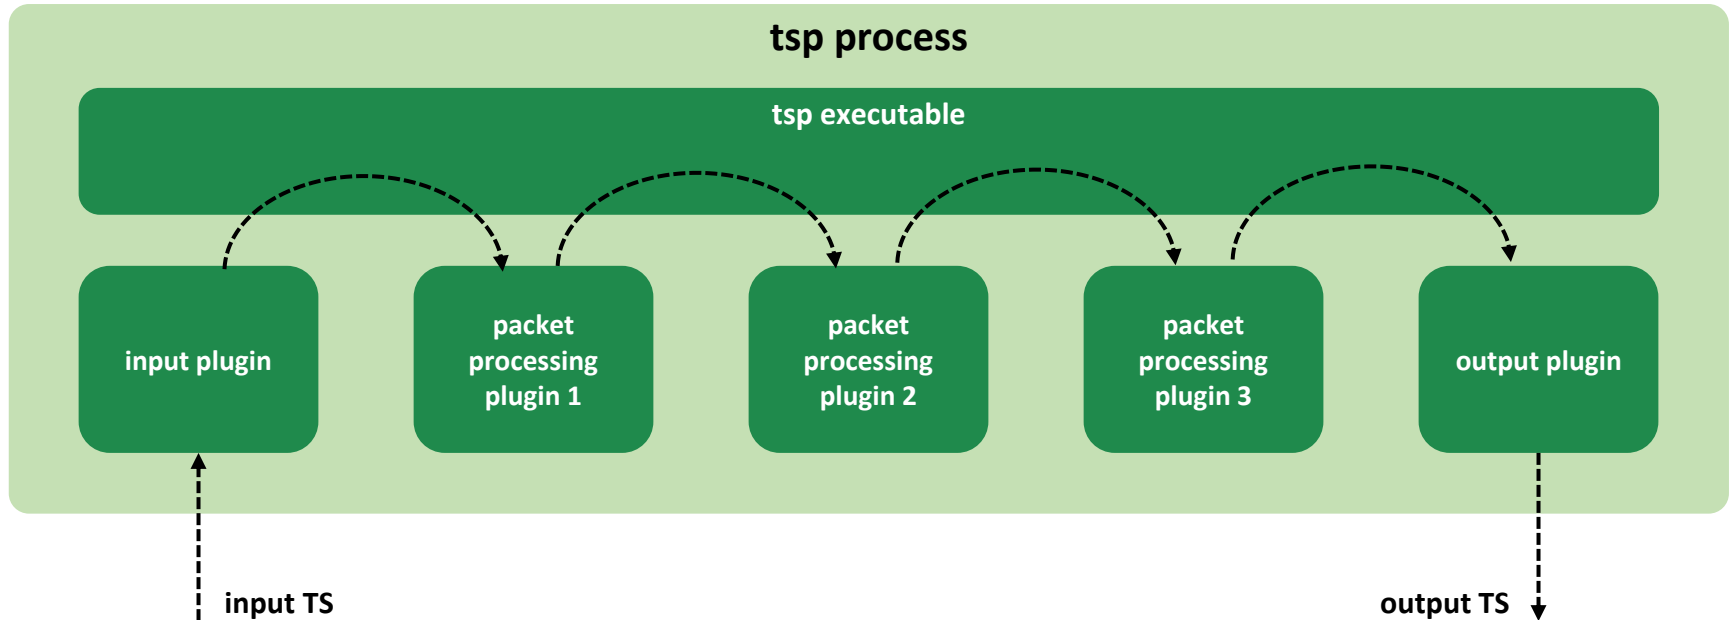 tsp process
tsp executable
input plugin
packet
processing
plugin 1
packet
processing
plugin 2
packet
processing
plugin 3
output plugin
input TS
output TS